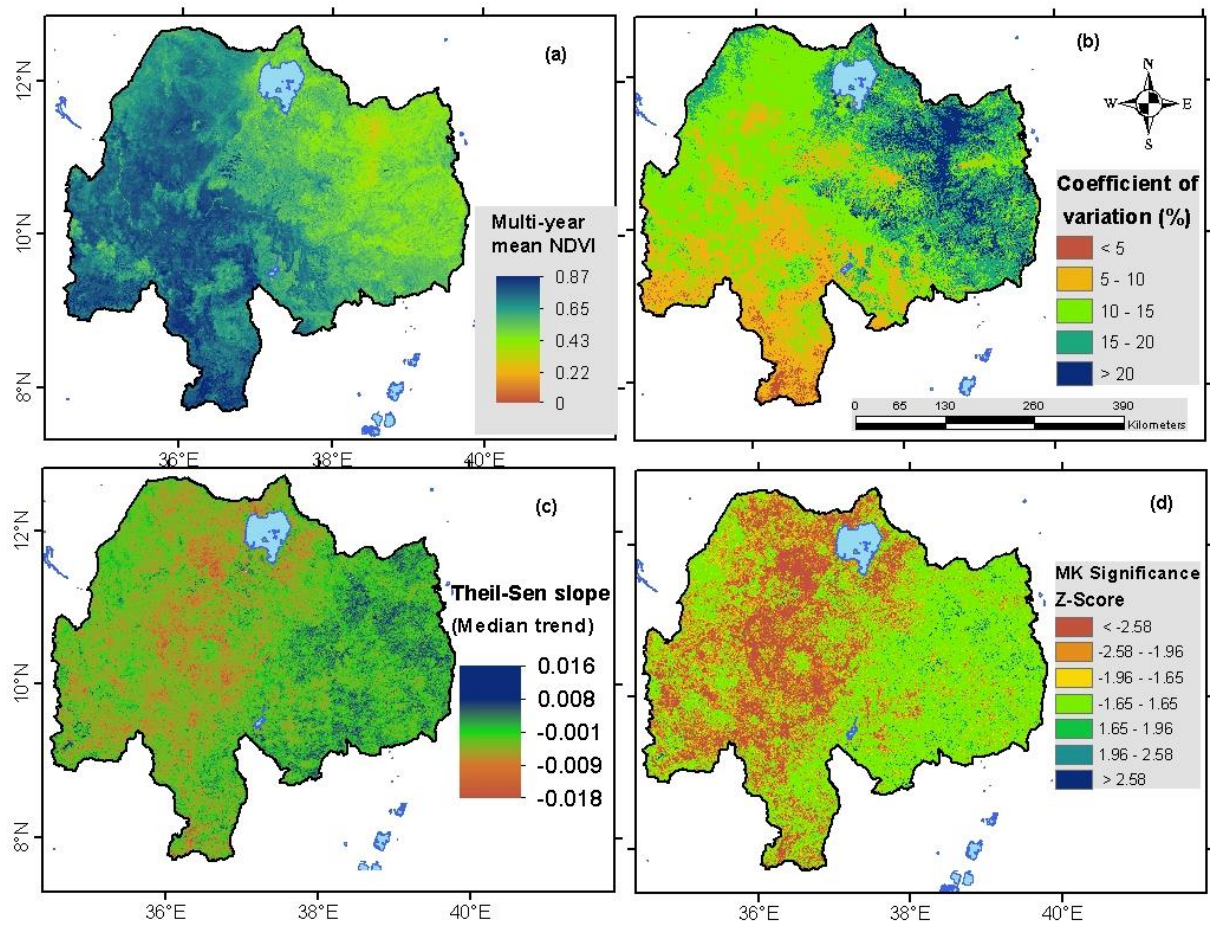 (a)
12°N
10°N
8°N
Multi-year
mean NDVI
0.87
0.65
0.43
0.22
0
36°E
38°E
40°E
(b)
N
W
E
S
Coefficient of
variation (%)
< 5
5 - 10
10 - 15
15 - 20
> 20
0 65 130 260 390
Kilometers
(c)
12°N
10°N
8°N
Theil-Sen slope
(Median trend)
0.016
0.008
-0.001
-0.009
-0.018
36°E
38°E
40°E
(d)
MK Significance
Z-Score
< -2.58
-2.58 - -1.96
-1.96 - -1.65
-1.65 - 1.65
1.65 - 1.96
1.96 - 2.58
> 2.58
36°E
38°E
40°E